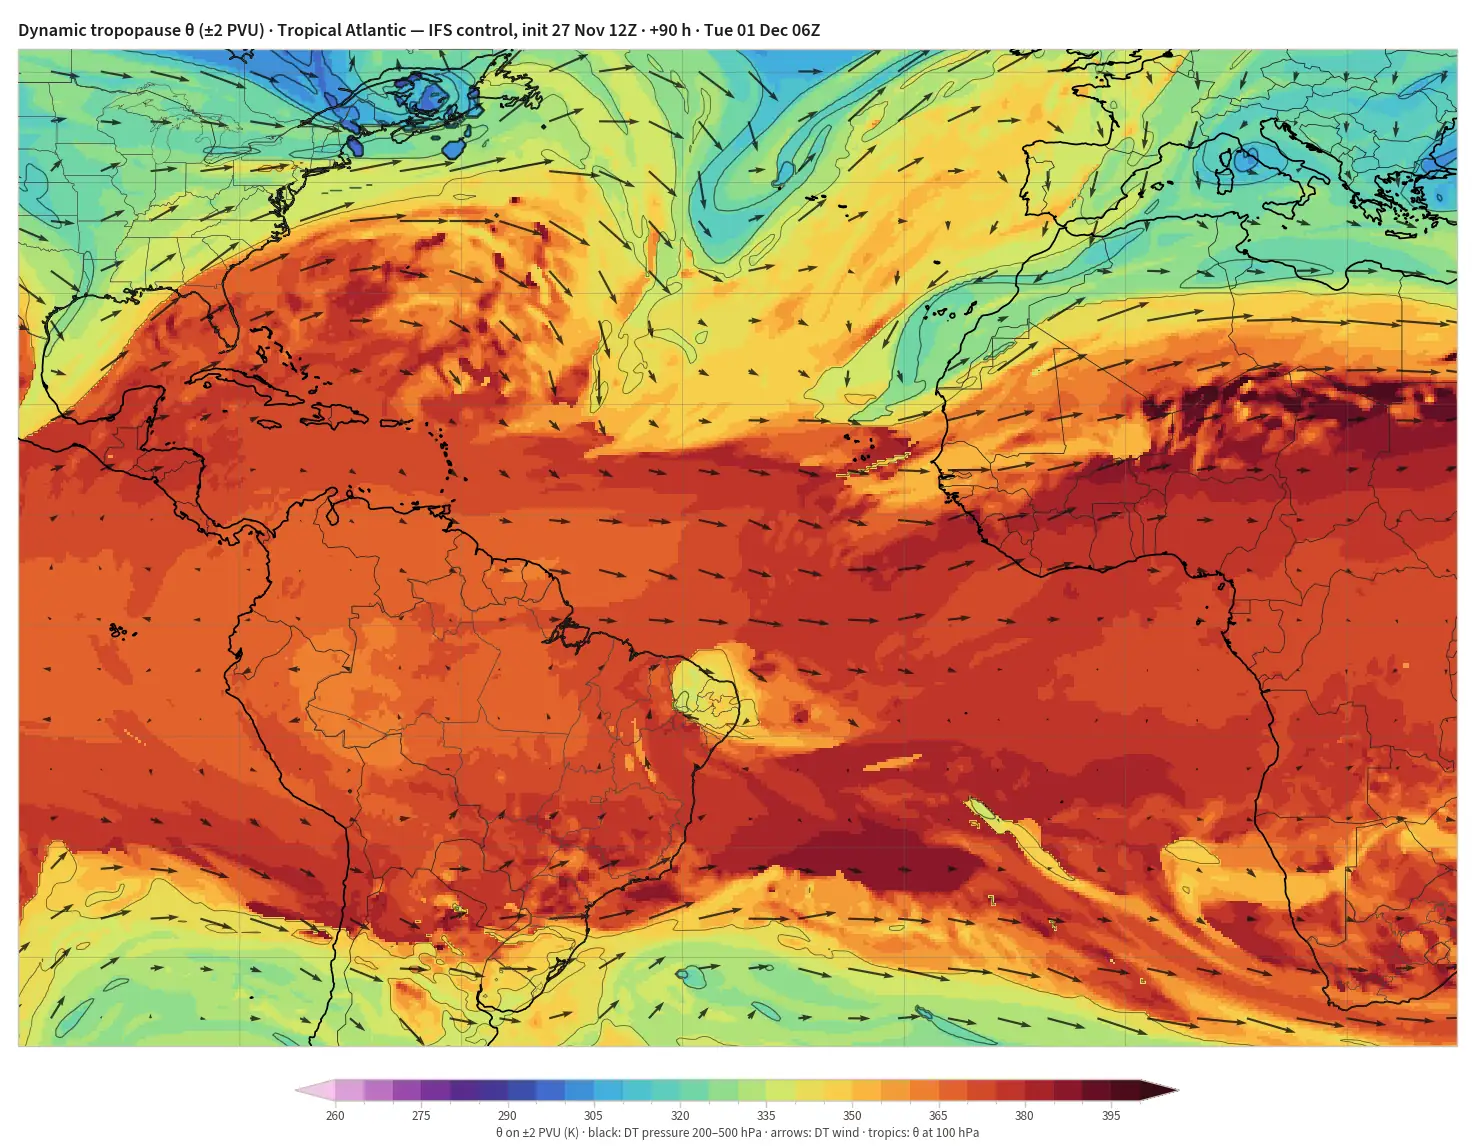 Dynamic tropopause θ (±2 PVU) · Tropical Atlantic — IFS control, init 27 Nov 12Z · +90 h · Tue 01 Dec 06Z
260 275 290 305 320 335 350 365 380 395
θ on ±2 PVU (K) · black: DT pressure 200–500 hPa · arrows: DT wind · tropics: θ at 100 hPa